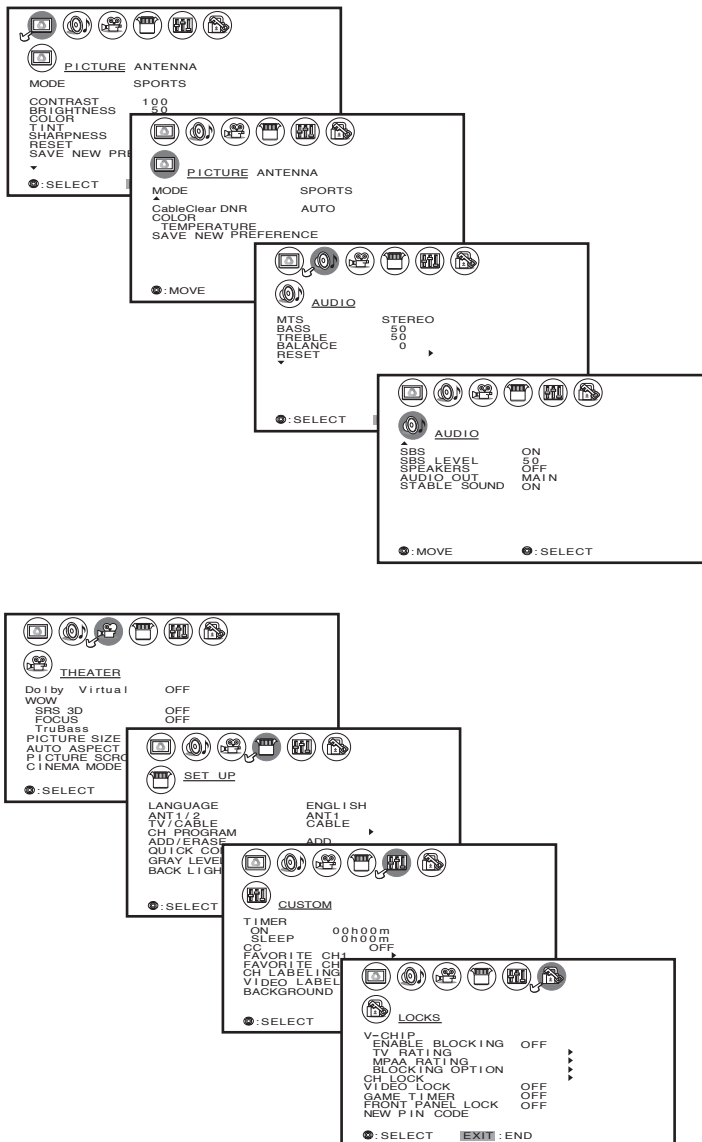 PICTURE ANTENNA
MODE SPORTS
CONTRAST 100
BRIGHTNESS 50
COLOR
TINT
SHARPNESS
RESET
SAVE NEW
:SELECT
PICTURE ANTENNA
MODE SPORTS
CableClear DNR AUTO
COLOR
TEMPERATURE
SAVE NEW PREFERENCE
:MOVE
AUDIO
MTS STEREO
BASS 50
TREBLE 50
BALANCE 0
RESET
:SELECT
AUDIO
SBS ON
SBS LEVEL 50
SPEAKERS OFF
AUDIO OUT MAIN
STABLE SOUND ON
:MOVE :SELECT
THEATER
Dolby Virtual OFF
WOW
SRS 3D OFF
FOCUS OFF
TruBass
PICTURE SIZE
AUTO ASPECT
PICTURE SCRO
CINEMA MODE
:SELECT
SET UP
LANGUAGE ENGLISH
ANT1/2 ANT1
TV/CABLE CABLE
CH PROGRAM
ADD/ERASE ADD
QUICK CO
GRAY LEVE
BACK LIGH
:SELECT
CUSTOM
TIMER
ON 00h00m
SLEEP 0h00m
CC OFF
FAVORITE CH1
FAVORITE CH
CH LABELING
VIDEO LABEL
BACKGROUND
:SELECT
LOCKS
V-CHIP
ENABLE BLOCKING OFF
TV RATING
MPAA RATING
BLOCKING OPTION
CH LOCK
VIDEO LOCK OFF
GAME TIMER OFF
FRONT PANEL LOCK OFF
NEW PIN CODE
:SELECT EXIT :END